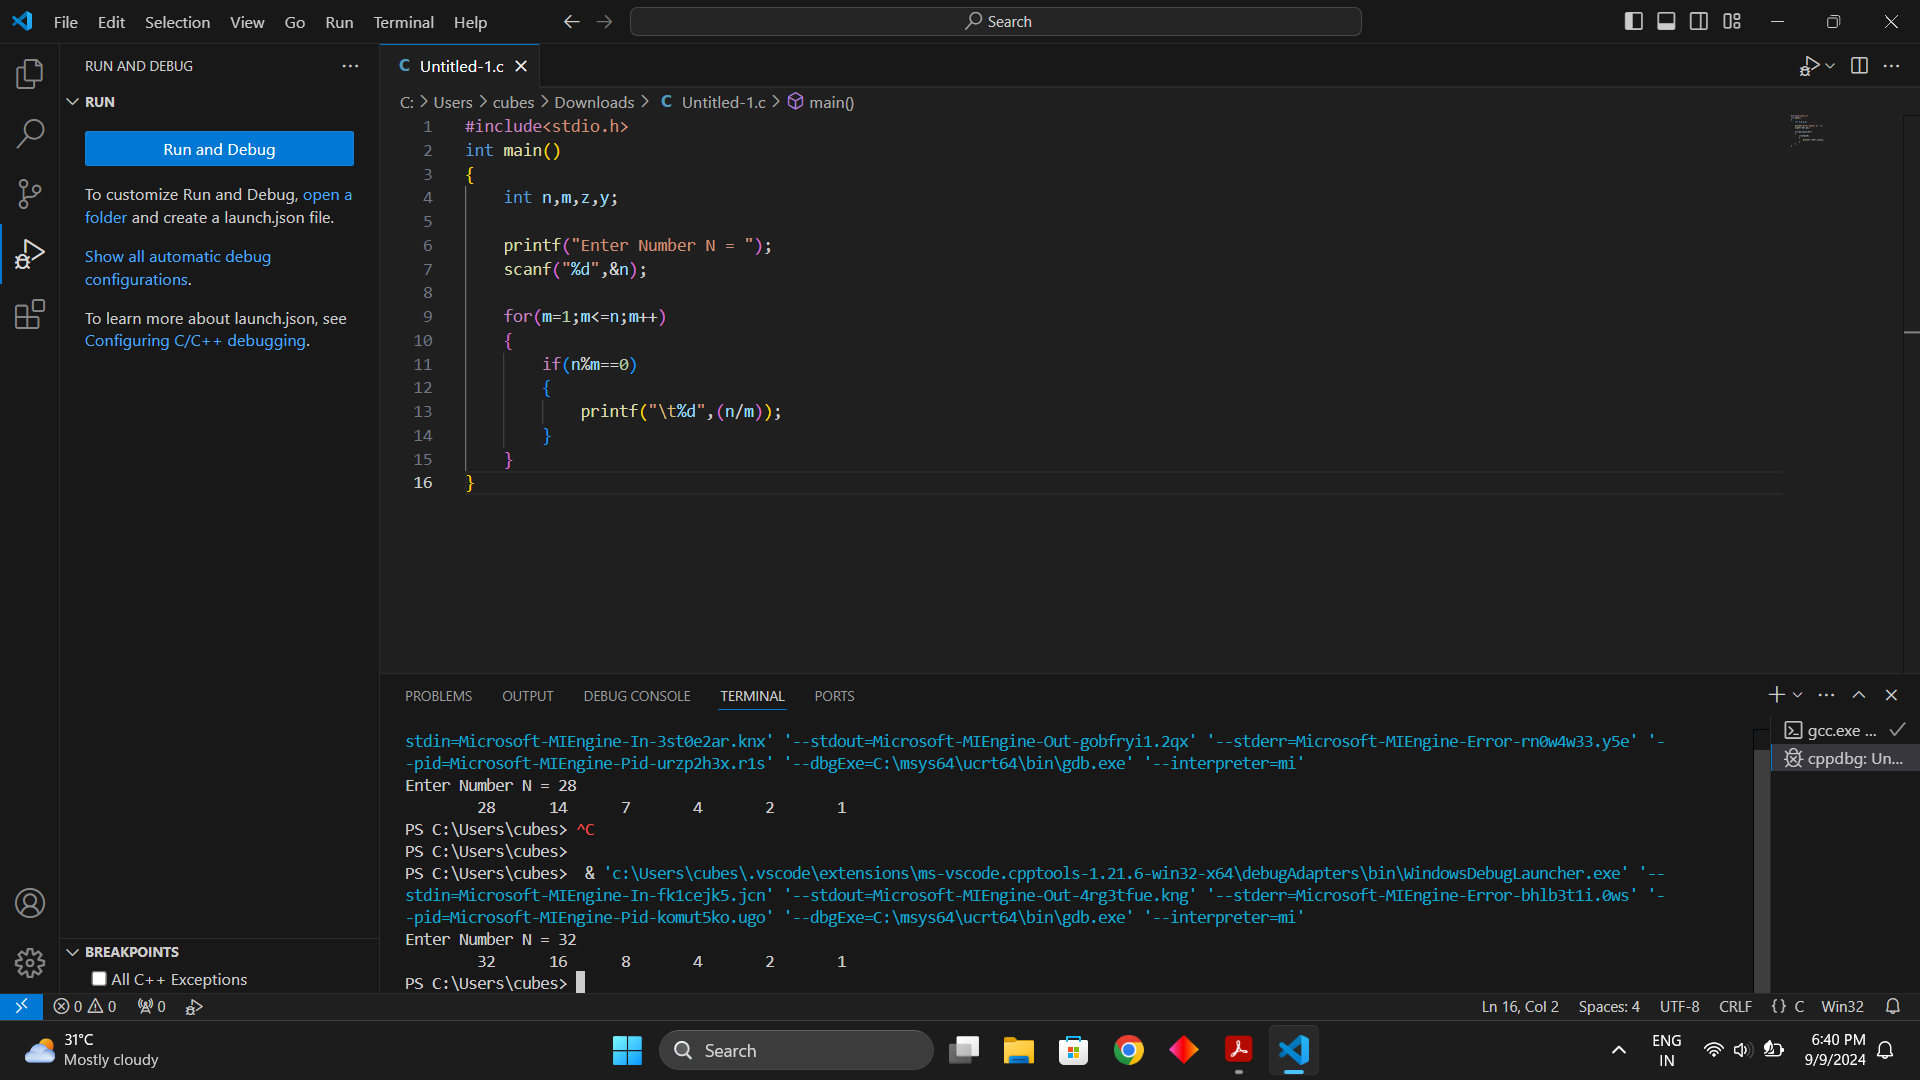 File Edit Selection View Go Run Terminal Help
Search
RUN AND DEBUG
RUN
Run and Debug
To customize Run and Debug, open a
folder and create a launch.json file.
Show all automatic debug
configurations.
To learn more about launch.json, see
Configuring C/C++ debugging.
BREAKPOINTS
All C++ Exceptions
C Untitled-1.c
C: > Users > cubes > Downloads > C Untitled-1.c > main()
1 #include<stdio.h>
2 int main()
3 {
4 int n,m,z,y;
5
6 printf("Enter Number N = ");
7 scanf("%d",&n);
8
9 for(m=1;m<=n;m++)
10 {
11 if(n%m==0)
12 {
13 printf("\t%d",(n/m));
14 }
15 }
16 }
PROBLEMS OUTPUT DEBUG CONSOLE TERMINAL PORTS
stdin=Microsoft-MIEngine-In-3st0e2ar.knx' '--stdout=Microsoft-MIEngine-Out-gobfryi1.2qx' '--stderr=Microsoft-MIEngine-Error-rn0w4w33.y5e' '-
-pid=Microsoft-MIEngine-Pid-urzp2h3x.r1s' '--dbgExe=C:\msys64\ucrt64\bin\gdb.exe' '--interpreter=mi'
Enter Number N = 28
28 14 7 4 2 1
PS C:\Users\cubes> ^C
PS C:\Users\cubes>
PS C:\Users\cubes> & 'c:\Users\cubes\.vscode\extensions\ms-vscode.cpptools-1.21.6-win32-x64\debugAdapters\bin\WindowsDebugLauncher.exe' '--
stdin=Microsoft-MIEngine-In-fk1cejk5.jcn' '--stdout=Microsoft-MIEngine-Out-4rg3tfue.kng' '--stderr=Microsoft-MIEngine-Error-bhlb3t1i.0ws' '-
-pid=Microsoft-MIEngine-Pid-komut5ko.ugo' '--dbgExe=C:\msys64\ucrt64\bin\gdb.exe' '--interpreter=mi'
Enter Number N = 32
32 16 8 4 2 1
PS C:\Users\cubes>
gcc.exe ...
cppdbg: Un...
0 0 0
Ln 16, Col 2 Spaces: 4 UTF-8 CRLF {} C Win32
31°C
Mostly cloudy
Search
ENG
IN
6:40 PM
9/9/2024